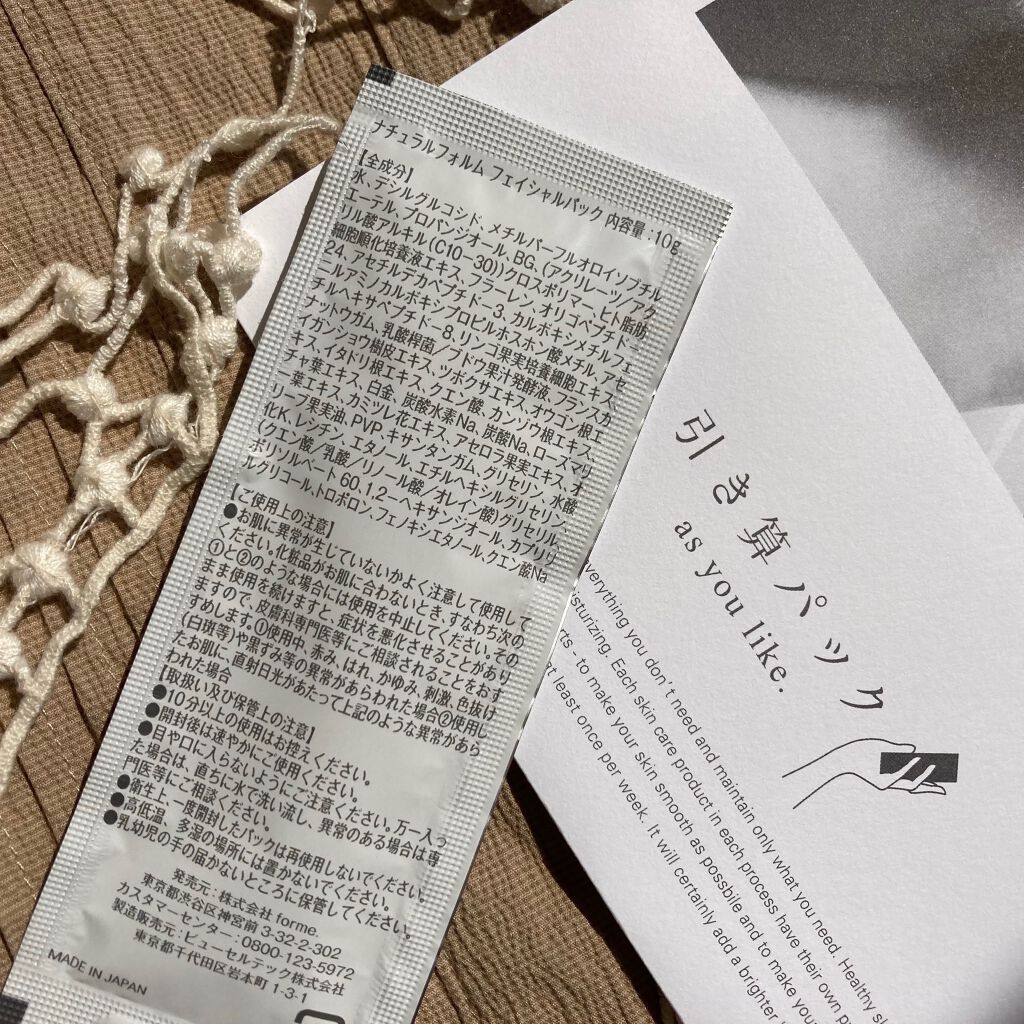 ナチュラルフォルム フェイシャルパック 内容量:10g
【全成分】
水、デシルグルコシド、メチルパーフルオロイソブチル
エーテル、プロパンジオール、BG、(アクリレーツ/アク
リル酸アルキル(C10-30))クロスポリマー、ヒト脂肪
細胞順化培養液エキス、フラーレン、オリゴペプチド-
24、アセチルデカペプチド-3、カルボキシメチルフェ
ニルアミノカルボキシプロピルホスホン酸メチル、アセ
チルヘキサペプチド-8、リンゴ果実培養細胞エキス、
ナットウガム、乳酸桿菌/ブドウ果汁発酵液、フランスカ
イガンショウ樹皮エキス、ツボクサエキス、オウゴン根エ
キス、イタドリ根エキス、クエン酸、カンゾウ根エキス、
チャ葉エキス、白金、炭酸水素Na、炭酸Na、ローズマリ
ー葉エキス、カミツレ花エキス、アセロラ果実エキス、オ
リーブ果実油、PVP、キサンタンガム、グリセリン、水酸
化K、レシチン、エタノール、エチルヘキシルグリセリン、
(クエン酸/乳酸/リノール酸/オレイン酸)グリセリル、
ポリソルベート60、1,2-ヘキサンジオール、カプリリ
ルグリコール、トロポロン、フェノキシエタノール、クエン酸Na
【ご使用上の注意】
●お肌に異常が生じていないかよく注意して使用して
ください。化粧品がお肌に合わないとき、すなわち次の
①と②のような場合には使用を中止してください。その
まま使用を続けますと、症状を悪化させることがあり
ますので、皮膚科専門医等にご相談されることをおす
すめします。①使用中、赤み、はれ、かゆみ、刺激、色抜け
(白斑等)や黒ずみ等の異常があらわれた場合②使用し
たお肌に、直射日光があたって上記のような異常があら
われた場合
【取扱い及び保管上の注意】
●10分以上の使用はお控えください。
●開封後は速やかにご使用ください。
●目や口に入らないようにご注意ください。万一入っ
た場合は、直ちに水で洗い流し、異常のある場合は専
門医等にご相談ください。
●衛生上、一度開封したパックは再使用しないでください。
●高低温、多湿の場所には置かないでください。
●乳幼児の手の届かないところに保管してください。
発売元:株式会社 forme.
東京都渋谷区神宮前 3-32-2-302
カスタマーセンター:0800-123-5972
製造販売元:ビューセルテック株式会社
東京都千代田区岩本町1-3-1
MADE IN JAPAN
引き算パック
as you like.
everything you don't need and maintain only what you need. Healthy
moisturizing. Each skin care product in each process have their own
- to make your skin smooth as possbile and to make your
at least once per week. It will certainly add a brighter